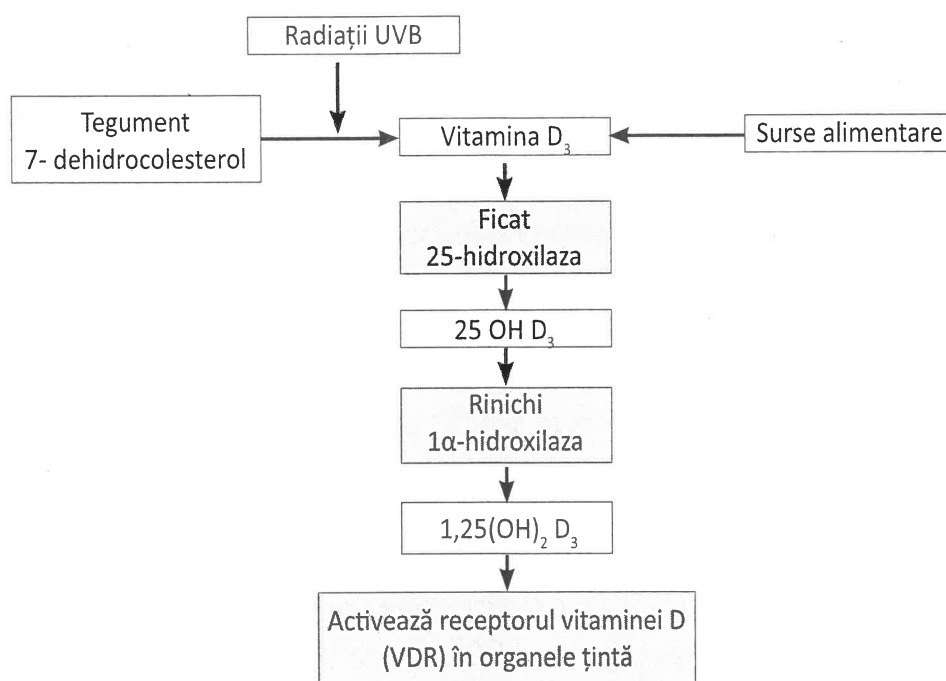 Radiații UVB
Tegument
7- dehidrocolesterol
Vitamina D₃
Surse alimentare
Ficat
25-hidroxilaza
25 OH D₃
Rinichi
1α-hidroxilaza
1,25(OH)₂ D₃
Activează receptorul vitaminei D
(VDR) în organele țintă